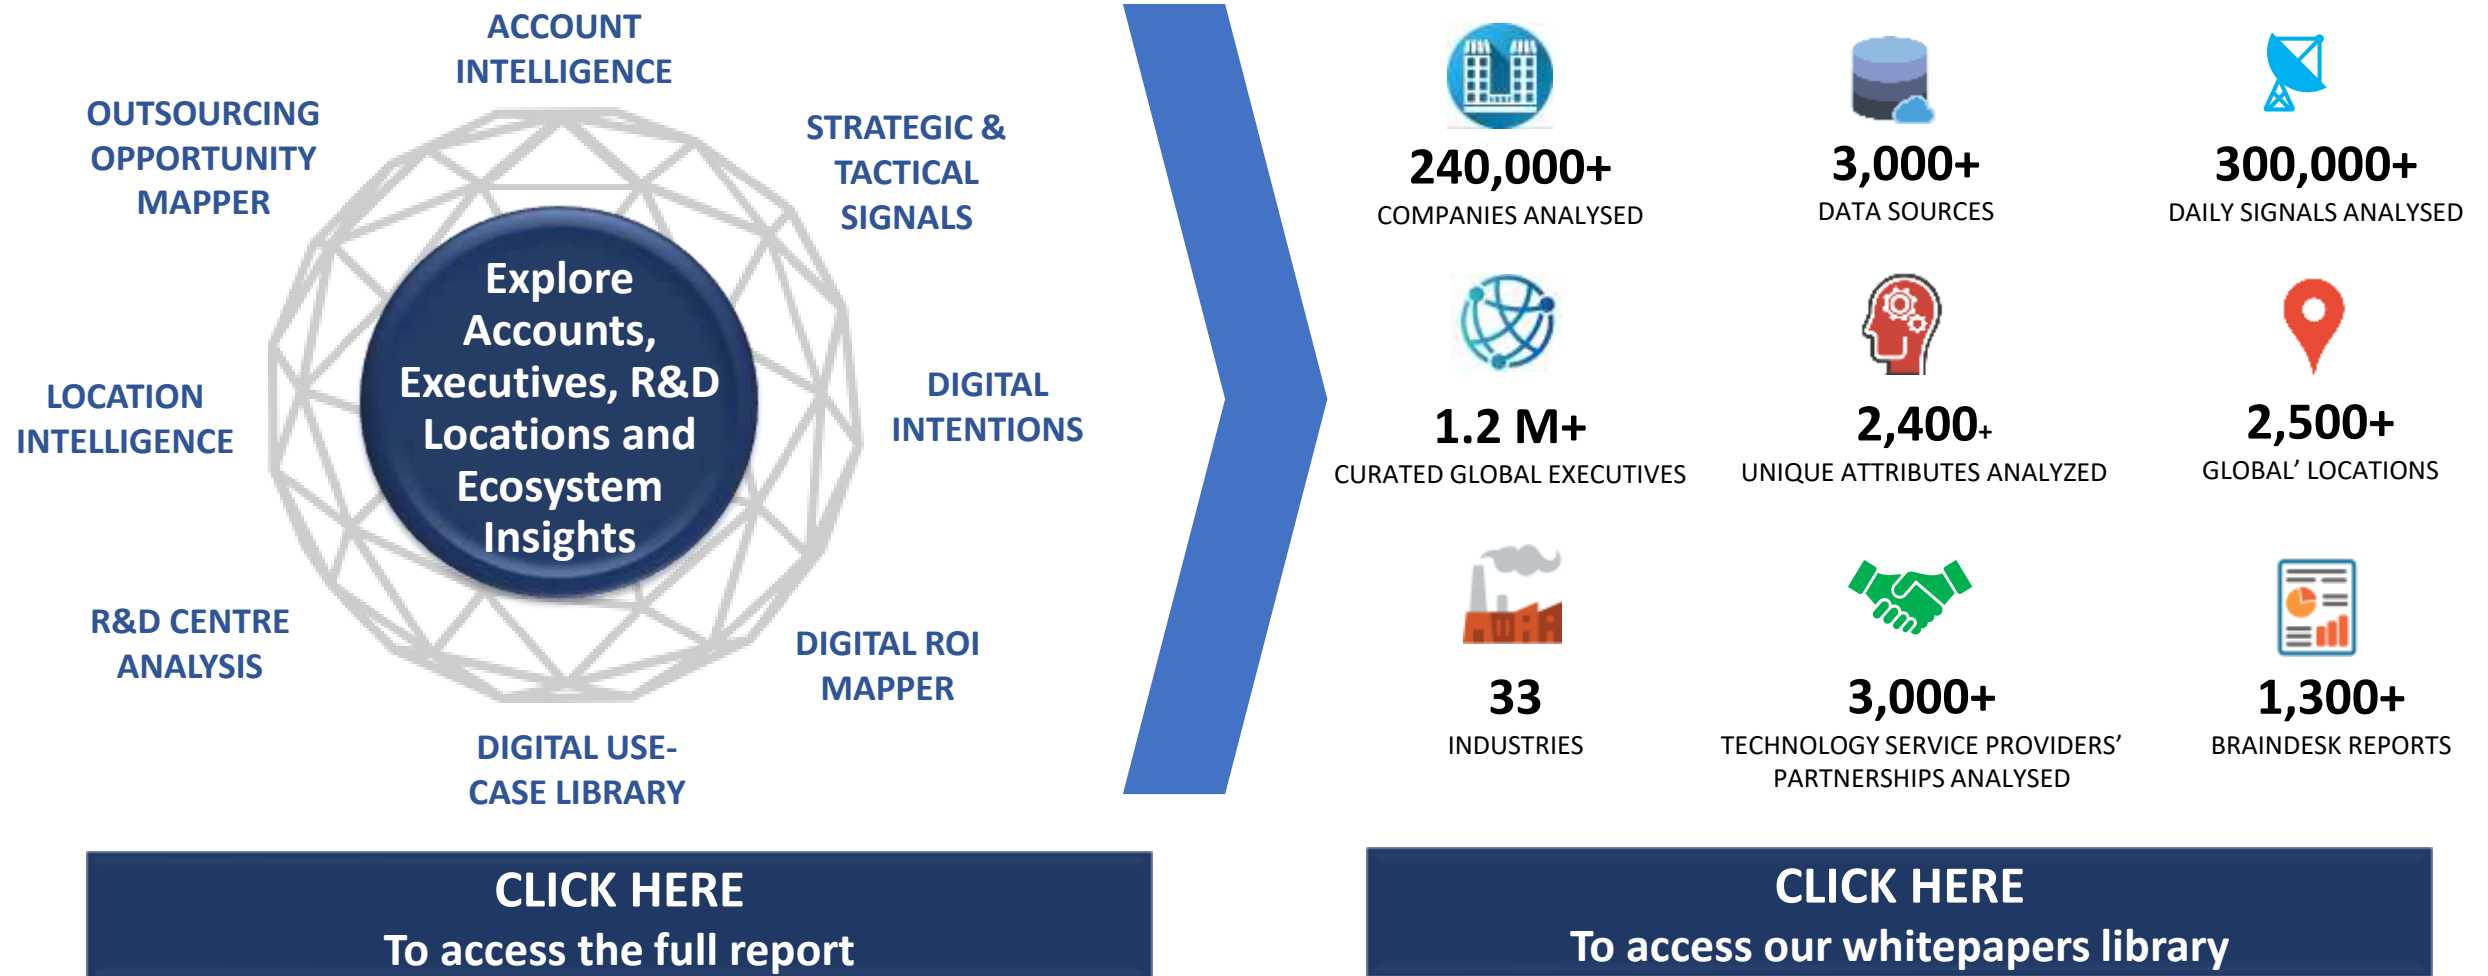 ACCOUNT
INTELLIGENCE
OUTSOURCING
OPPORTUNITY
MAPPER
STRATEGIC &
TACTICAL
SIGNALS
Explore
Accounts,
Executives, R&D
Locations and
Ecosystem
Insights
LOCATION
INTELLIGENCE
DIGITAL
INTENTIONS
R&D CENTRE
ANALYSIS
DIGITAL ROI
MAPPER
DIGITAL USE-
CASE LIBRARY
240,000+
COMPANIES ANALYSED
3,000+
DATA SOURCES
300,000+
DAILY SIGNALS ANALYSED
1.2 M+
CURATED GLOBAL EXECUTIVES
2,400+
UNIQUE ATTRIBUTES ANALYZED
2,500+
GLOBAL’ LOCATIONS
33
INDUSTRIES
3,000+
TECHNOLOGY SERVICE PROVIDERS’
PARTNERSHIPS ANALYSED
1,300+
BRAINDESK REPORTS
CLICK HERE
To access the full report
CLICK HERE
To access our whitepapers library